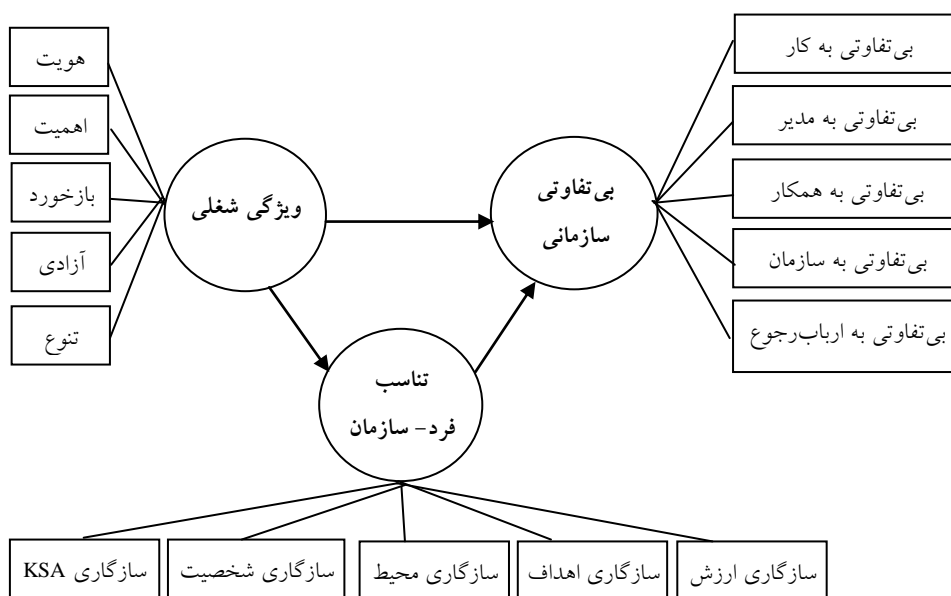 بی‌تفاوتی به کار
هویت
بی‌تفاوتی به مدیر
اهمیت
بی‌تفاوتی
سازمانی
ویژگی شغلی
بی‌تفاوتی به همکار
بازخورد
بی‌تفاوتی به سازمان
آزادی
بی‌تفاوتی به ارباب‌رجوع
تنوع
تناسب
فرد- سازمان
سازگاری ارزش
سازگاری اهداف
سازگاری محیط
سازگاری شخصیت
سازگاری KSA